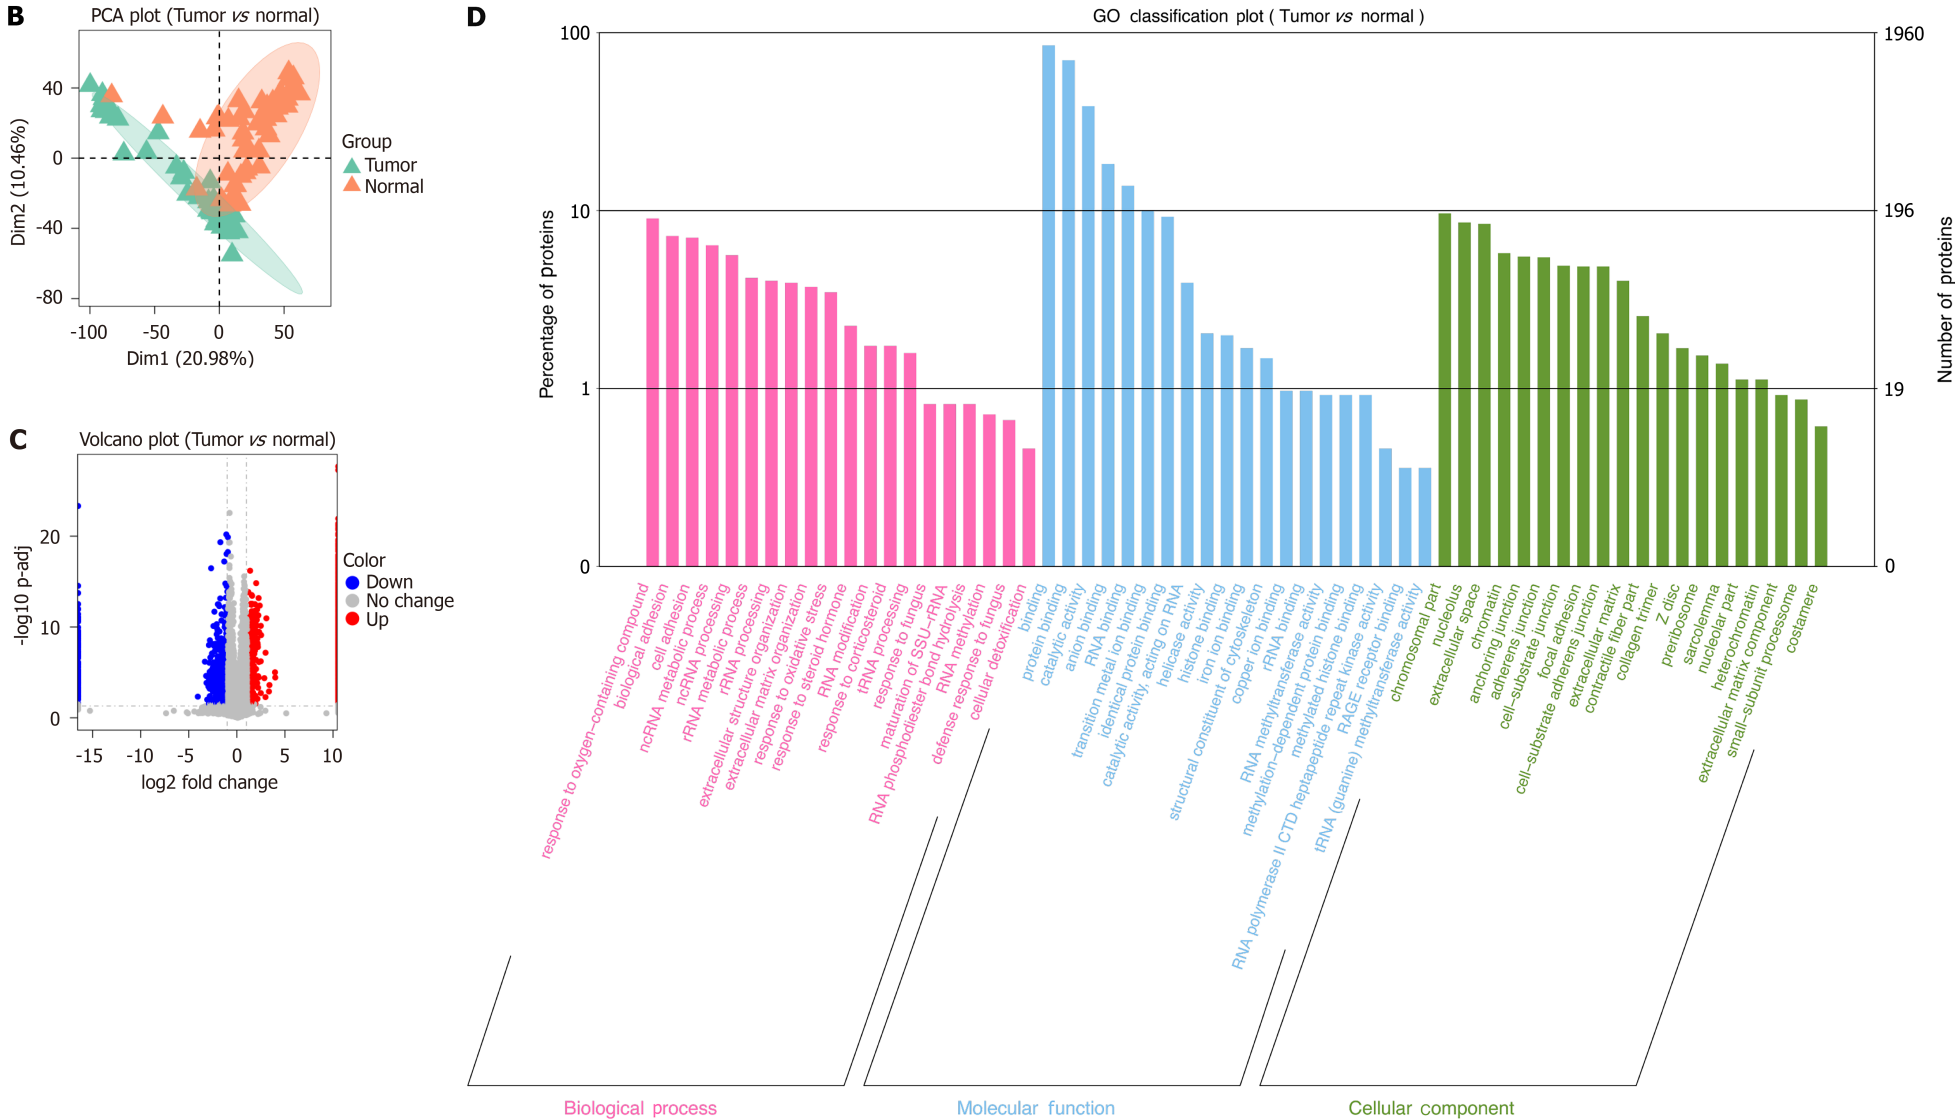 B
PCA plot (Tumor vs normal)
40
0
-40
-80
-100
-50
0
50
Dim2 (10.46%)
Dim1 (20.98%)
Group
Tumor
Normal
C
Volcano plot (Tumor vs normal)
20
10
0
-15
-10
-5
0
5
10
-log10 p-adj
log2 fold change
Color
Down
No change
Up
D
GO classification plot ( Tumor vs normal )
100
10
1
0
Percentage of proteins
1960
196
19
0
Number of proteins
response to oxygen-containing compound
biological adhesion
cell adhesion
ncRNA metabolic process
ncRNA processing
rRNA metabolic process
rRNA processing
extracellular structure organization
extracellular matrix organization
response to oxidative stress
response to steroid hormone
RNA modification
response to corticosteroid
tRNA processing
response to fungus
maturation of SSU-rRNA
RNA phosphodiester bond hydrolysis
RNA methylation
defense response to fungus
cellular detoxification
binding
protein binding
catalytic activity
anion binding
RNA binding
transition metal ion binding
identical protein binding
catalytic activity, acting on RNA
helicase activity
histone binding
iron ion binding
structural constituent of cytoskeleton
copper ion binding
rRNA binding
RNA methyltransferase activity
methylation-dependent protein binding
methylated histone binding
RNA polymerase II CTD heptapeptide repeat kinase activity
RAGE receptor binding
tRNA (guanine) methyltransferase activity
chromosomal part
nucleolus
extracellular space
chromatin
anchoring junction
adherens junction
cell-substrate junction
focal adhesion
cell-substrate adherens junction
extracellular matrix
contractile fiber part
collagen trimer
Z disc
preribosome
sarcolemma
nucleolar part
heterochromatin
extracellular matrix component
small-subunit processome
costamere
Biological process
Molecular function
Cellular component